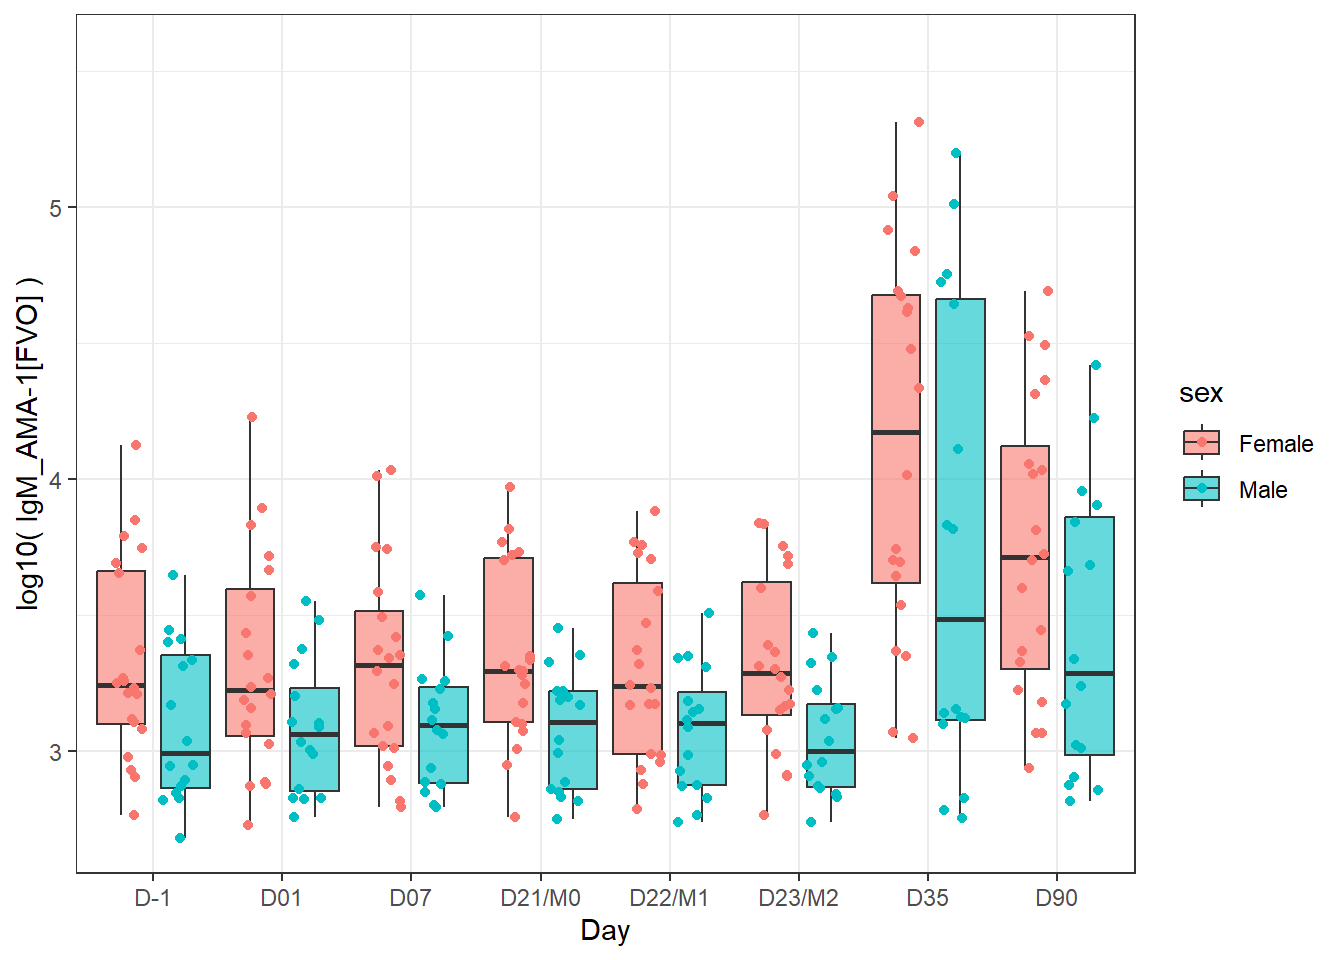 log10( IgM_AMA-1[FVO] )
5
4
3
D-1 D01 D07 D21/M0 D22/M1 D23/M2 D35 D90
Day
sex
Female
Male